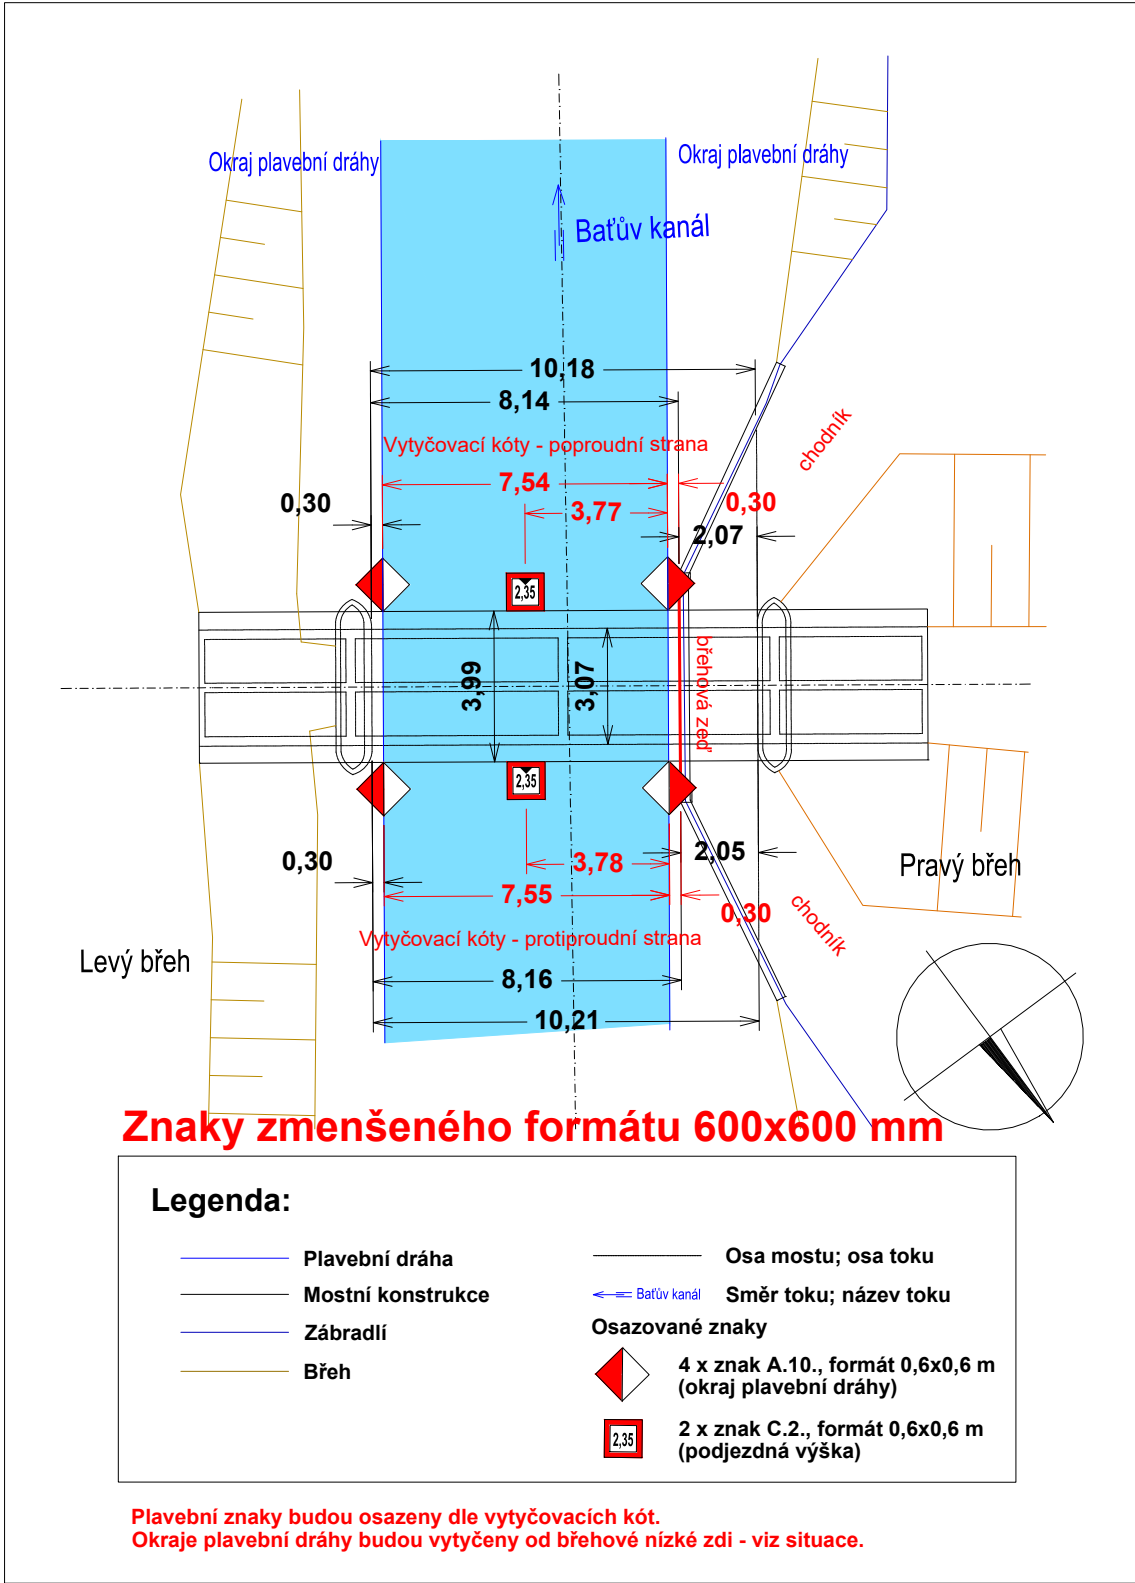 Okraj plavební dráhy
Okraj plavební dráhy
Baťův kanál
10,18
8,14
Vytyčovací kóty - poproudní strana
chodník
7,54
0,30
3,77
0,30
2,07
2,35
3,99
3,07
břehová zeď
2,35
0,30
3,78
2,05
Pravý břeh
7,55
0,30
chodník
Vytyčovací kóty - protiproudní strana
Levý břeh
8,16
10,21
Znaky zmenšeného formátu 600x600 mm
Legenda:
Plavební dráha
Mostní konstrukce
Zábradlí
Břeh
Osa mostu; osa toku
Baťův kanál
Směr toku; název toku
Osazované znaky
4 x znak A.10., formát 0,6x0,6 m
(okraj plavební dráhy)
2,35
2 x znak C.2., formát 0,6x0,6 m
(podjezdná výška)
Plavební znaky budou osazeny dle vytyčovacích kót.
Okraje plavební dráhy budou vytyčeny od břehové nízké zdi - viz situace.